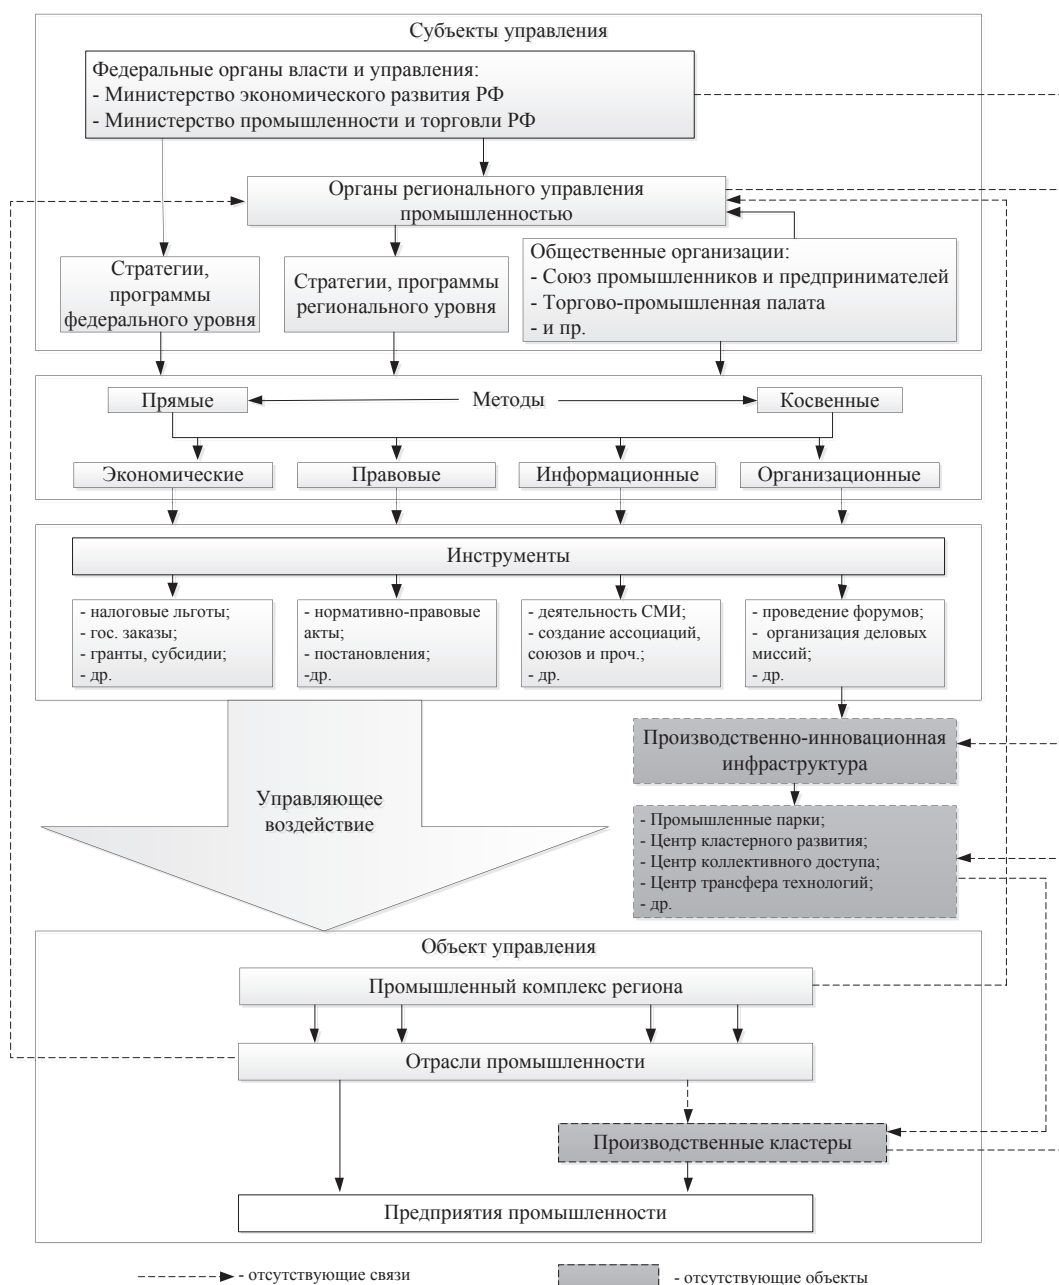 Субъекты управления
Федеральные органы власти и управления:
- Министерство экономического развития РФ
- Министерство промышленности и торговли РФ
Органы регионального управления
промышленностью
Стратегии,
программы
федерального уровня
Стратегии, программы
регионального уровня
Общественные организации:
- Союз промышленников и предпринимателей
- Торгово-промышленная палата
- и пр.
Прямые
Методы
Косвенные
Экономические
Правовые
Информационные
Организационные
Инструменты
- налоговые льготы;
- гос. заказы;
- гранты, субсидии;
- др.
- нормативно-правовые
акты;
- постановления;
-др.
- деятельность СМИ;
- создание ассоциаций,
союзов и проч.;
- др.
- проведение форумов;
- организация деловых
миссий;
- др.
Производственно-инновационная
инфраструктура
Управляющее
воздействие
- Промышленные парки;
- Центр кластерного развития;
- Центр коллективного доступа;
- Центр трансфера технологий;
- др.
Объект управления
Промышленный комплекс региона
Отрасли промышленности
Производственные кластеры
Предприятия промышленности
- отсутствующие связи
- отсутствующие объекты